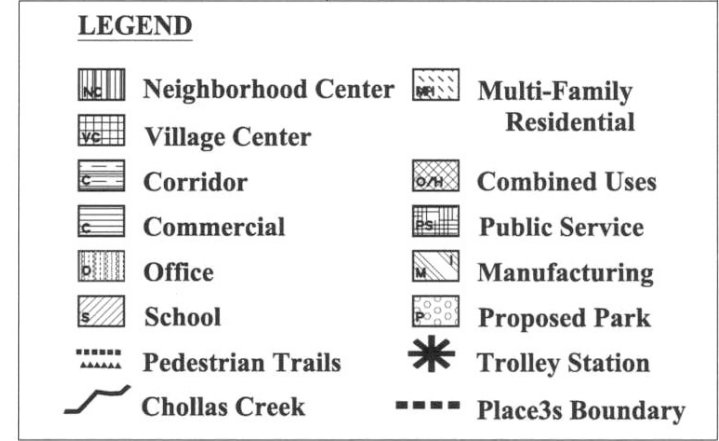 LEGEND
NC Neighborhood Center
VC Village Center
C Corridor
C Commercial
O Office
S School
Pedestrian Trails
Chollas Creek
Multi-Family
Residential
O/H Combined Uses
PS Public Service
M I Manufacturing
P Proposed Park
Trolley Station
Place3s Boundary